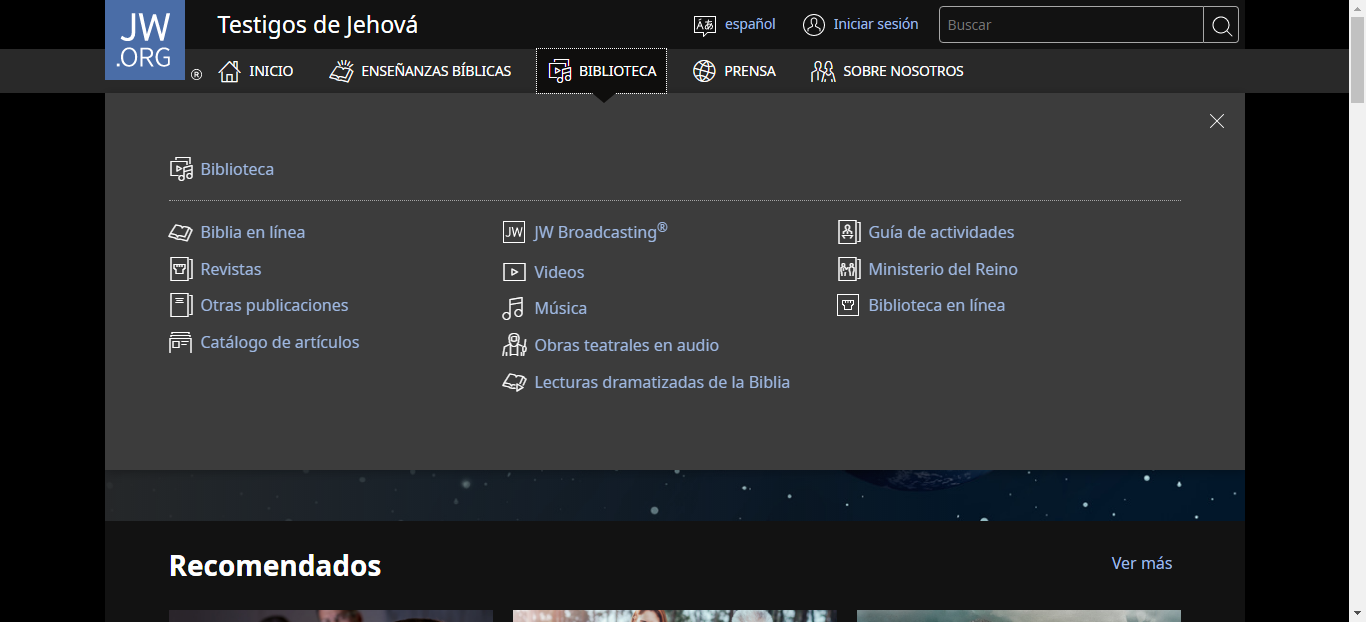 JW
.ORG
®
Testigos de Jehová
español
Iniciar sesión
Buscar
INICIO
ENSEÑANZAS BÍBLICAS
BIBLIOTECA
PRENSA
SOBRE NOSOTROS
Biblioteca
Biblia en línea
Revistas
Otras publicaciones
Catálogo de artículos
JW
JW Broadcasting®
Videos
Música
Obras teatrales en audio
Lecturas dramatizadas de la Biblia
Guía de actividades
Ministerio del Reino
Biblioteca en línea
Recomendados
Ver más